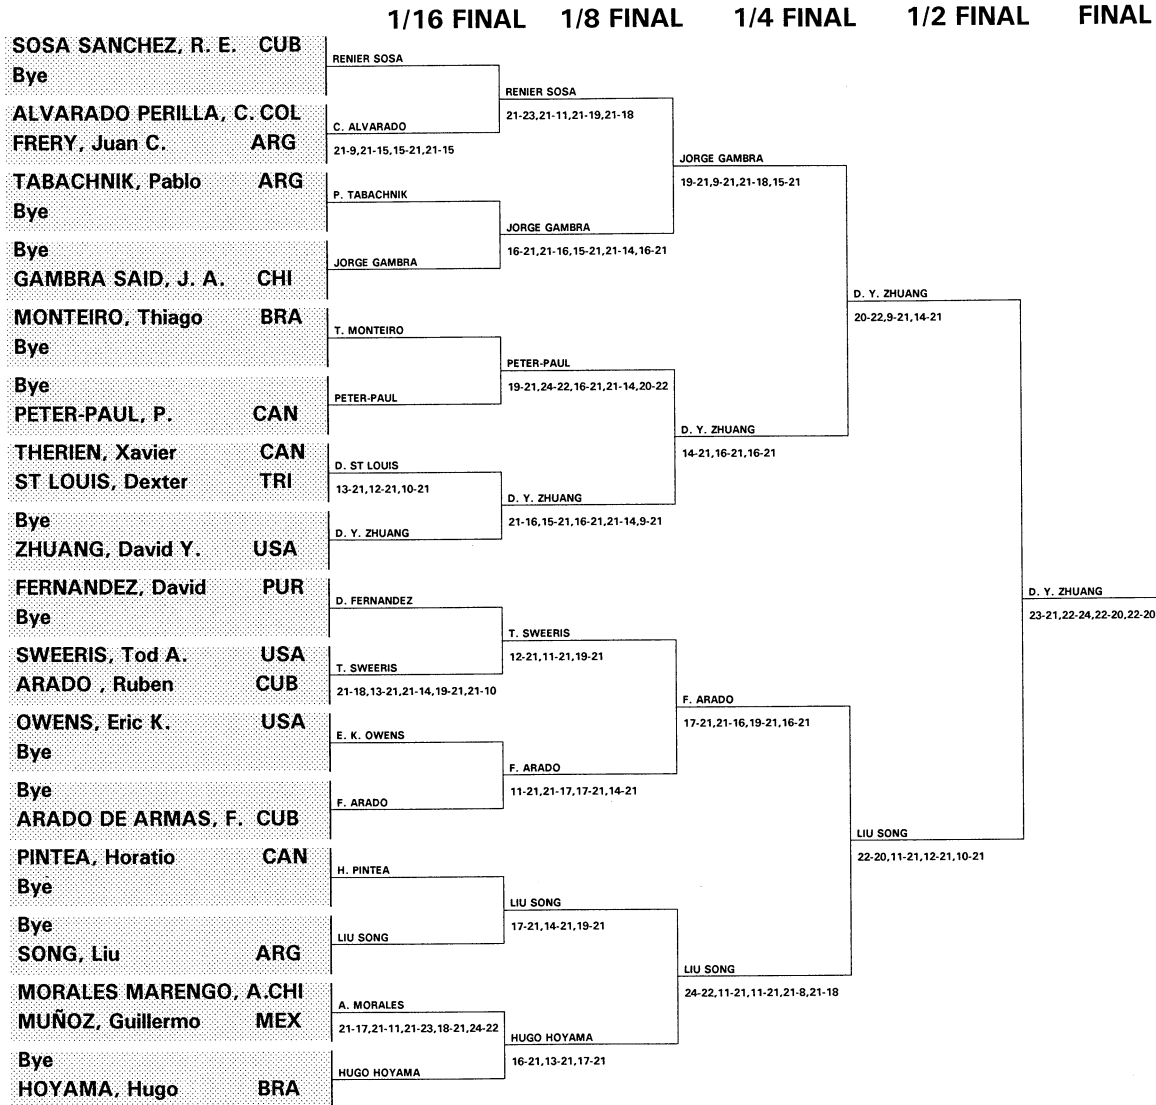 1/16 FINAL 1/8 FINAL 1/4 FINAL 1/2 FINAL FINAL
SOSA SANCHEZ, R. E. CUB
Bye
ALVARADO PERILLA, C. COL
FRERY, Juan C. ARG
TABACHNIK, Pablo ARG
Bye
Bye
GAMBRA SAID, J. A. CHI
MONTEIRO, Thiago BRA
Bye
Bye
PETER-PAUL, P. CAN
THERIEN, Xavier CAN
ST LOUIS, Dexter TRI
Bye
ZHUANG, David Y. USA
FERNANDEZ, David PUR
Bye
SWEERIS, Tod A. USA
ARADO , Ruben CUB
OWENS, Eric K. USA
Bye
Bye
ARADO DE ARMAS, F. CUB
PINTEA, Horatio CAN
Bye
Bye
SONG, Liu ARG
MORALES MARENGO, A.CHI
MUÑOZ, Guillermo MEX
Bye
HOYAMA, Hugo BRA
RENIER SOSA
C. ALVARADO
21-9,21-15,15-21,21-15
P. TABACHNIK
JORGE GAMBRA
T. MONTEIRO
PETER-PAUL
D. ST LOUIS
13-21,12-21,10-21
D. Y. ZHUANG
D. FERNANDEZ
T. SWEERIS
21-18,13-21,21-14,19-21,21-10
E. K. OWENS
F. ARADO
H. PINTEA
LIU SONG
A. MORALES
21-17,21-11,21-23,18-21,24-22
HUGO HOYAMA
RENIER SOSA
21-23,21-11,21-19,21-18
JORGE GAMBRA
16-21,21-16,15-21,21-14,16-21
PETER-PAUL
19-21,24-22,16-21,21-14,20-22
D. Y. ZHUANG
21-16,15-21,16-21,21-14,9-21
T. SWEERIS
12-21,11-21,19-21
F. ARADO
11-21,21-17,17-21,14-21
LIU SONG
17-21,14-21,19-21
HUGO HOYAMA
16-21,13-21,17-21
JORGE GAMBRA
19-21,9-21,21-18,15-21
D. Y. ZHUANG
14-21,16-21,16-21
F. ARADO
17-21,21-16,19-21,16-21
LIU SONG
24-22,11-21,11-21,21-8,21-18
D. Y. ZHUANG
20-22,9-21,14-21
LIU SONG
22-20,11-21,12-21,10-21
D. Y. ZHUANG
23-21,22-24,22-20,22-20